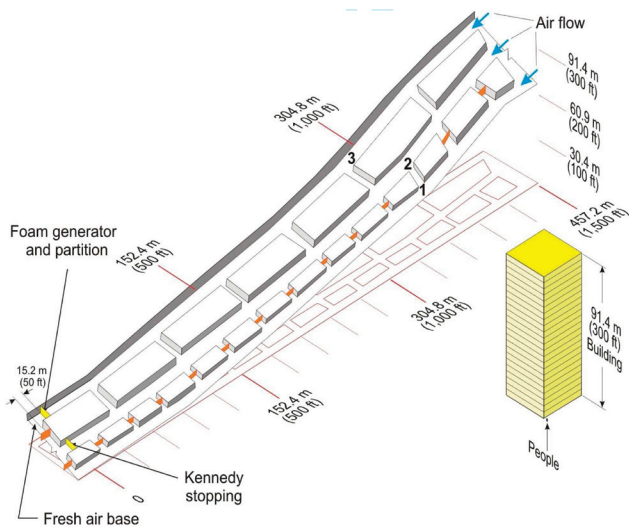 Air flow
91.4 m
(300 ft)
60.9 m
(200 ft)
30.4 m
(100 ft)
304.8 m
(1,000 ft)
3
2
1
457.2 m
(1,500 ft)
Foam generator
and partition
152.4 m
(500 ft)
304.8 m
(1,000 ft)
91.4 m
(300 ft)
Building
15.2 m
(50 ft)
152.4 m
(500 ft)
People
Kennedy
stopping
0
Fresh air base